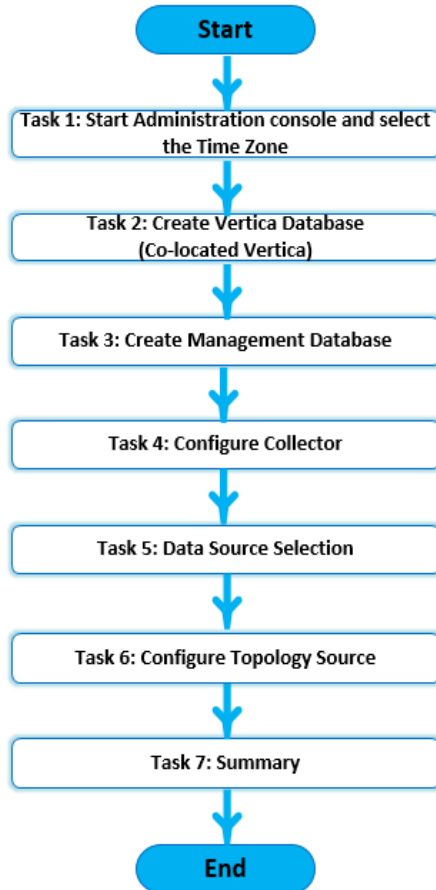 Start
Task 1: Start Administration console and select
the Time Zone
Task 2: Create Vertica Database
(Co-located Vertica)
Task 3: Create Management Database
Task 4: Configure Collector
Task 5: Data Source Selection
Task 6: Configure Topology Source
Task 7: Summary
End